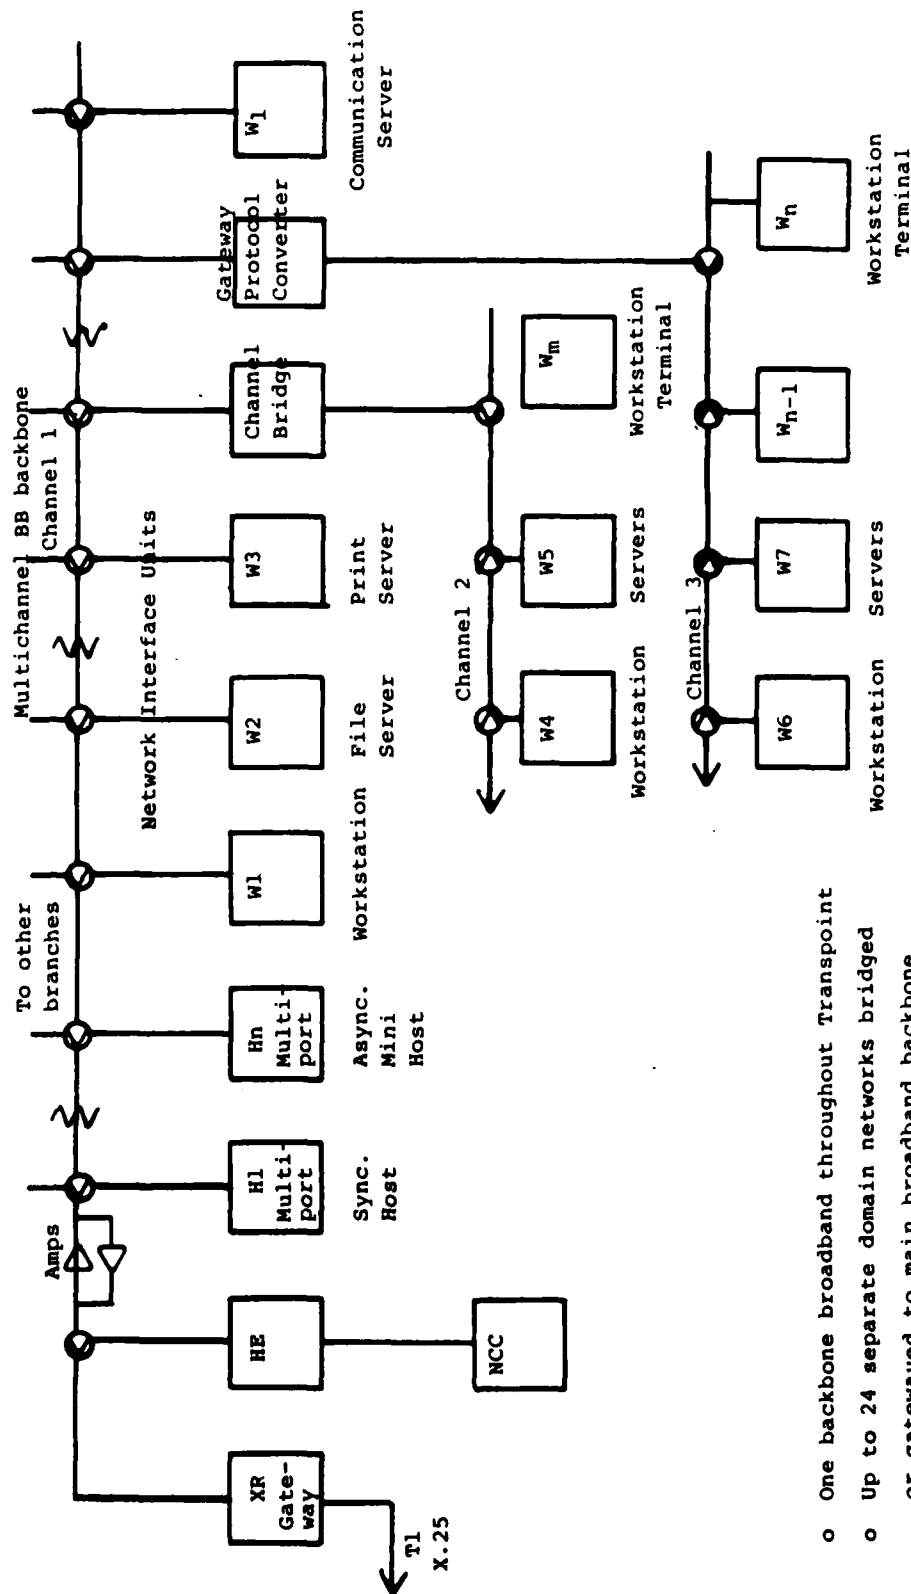 To other
branches
Multichannel BB backbone
Channel 1
Amps
Network Interface Units
XR
Gate-
way
HE
H1
Multi-
port
Hn
Multi-
port
W1
W2
W3
Channel
Bridge
Gateway
Protocol
Converter
W1
T1
X.25
NCC
Sync.
Host
Async.
Mini
Host
Workstation
File
Server
Print
Server
Communication
Server
Channel 2
W4
W5
Wm
Workstation
Servers
Workstation
Terminal
Channel 3
W6
W7
Wn-1
Wn
Workstation
Servers
Workstation
Terminal
o One backbone broadband throughout Transpoint
o Up to 24 separate domain networks bridged
or gatewayed to main broadband backbone